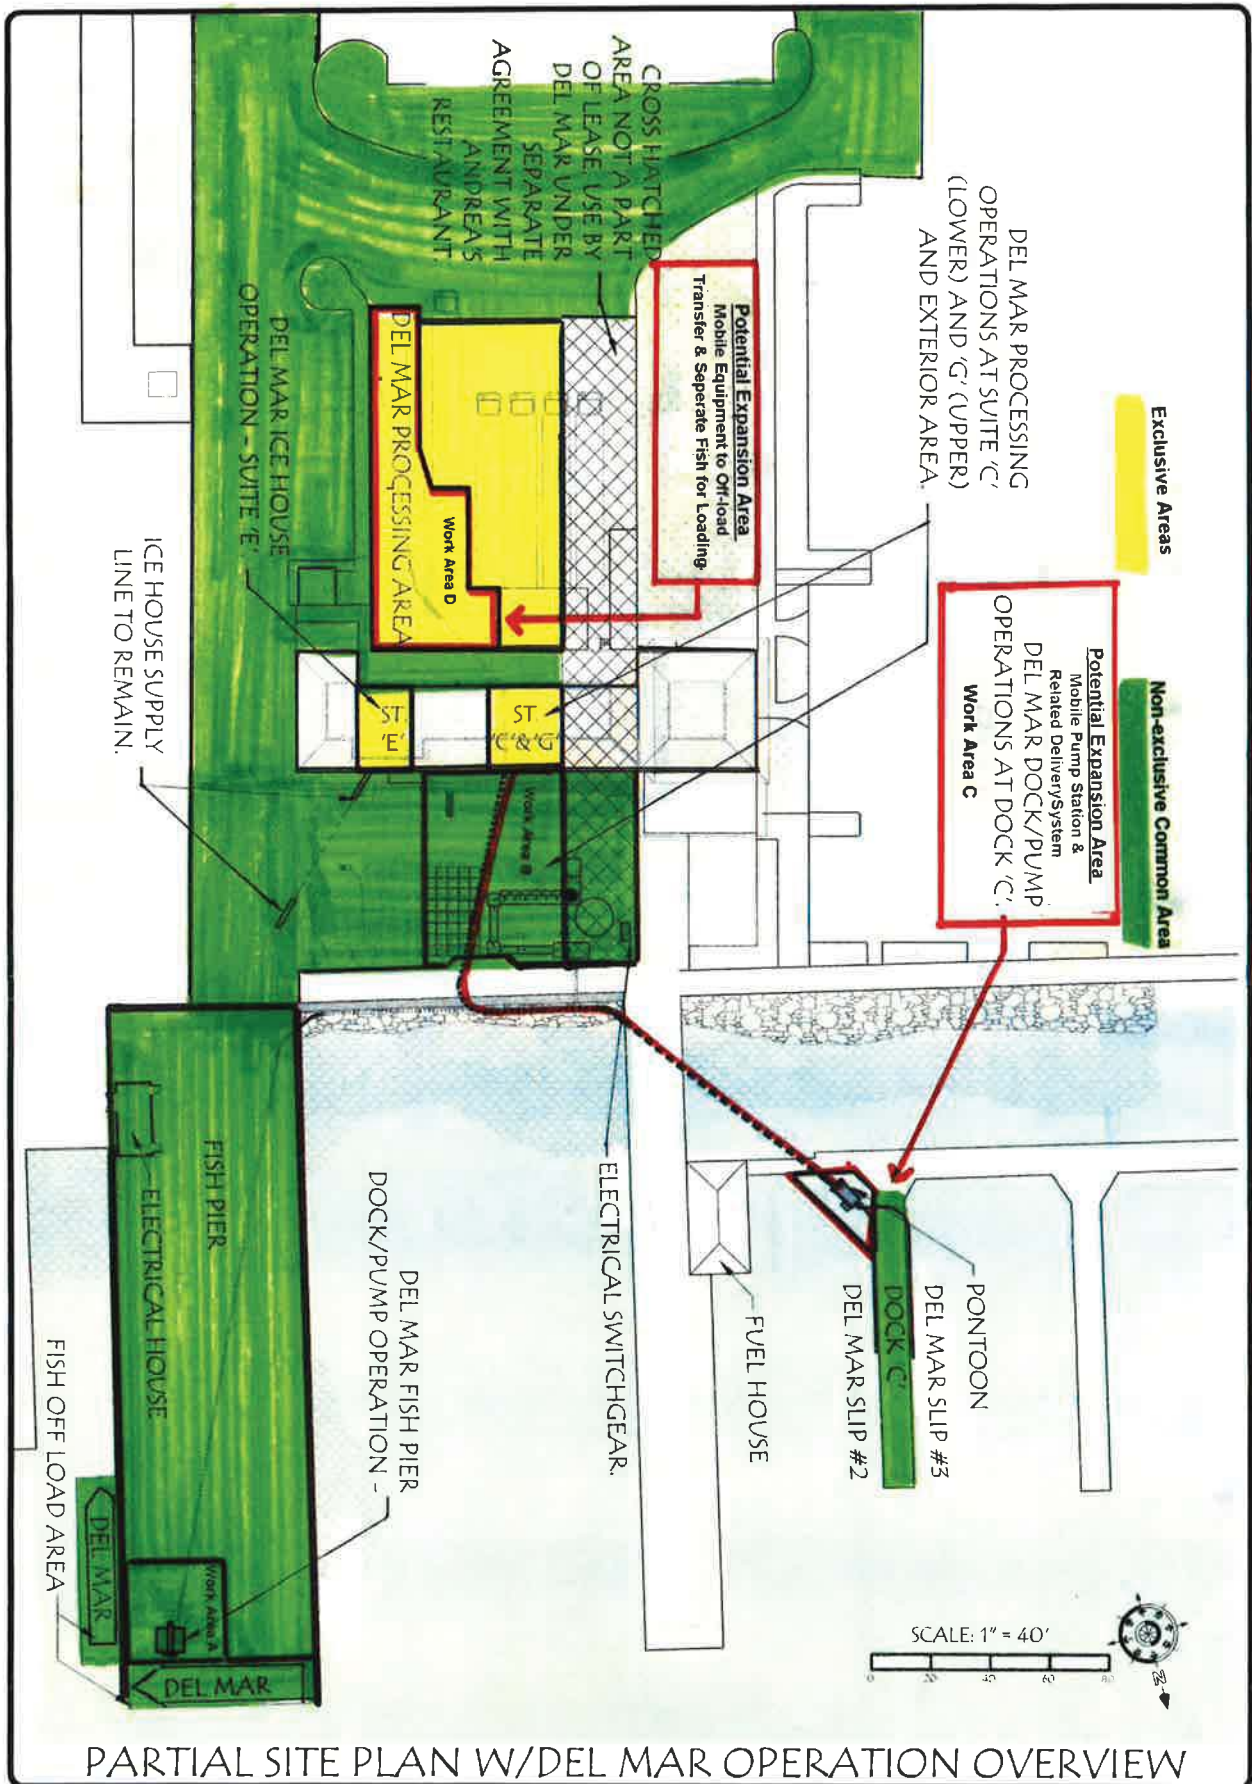 Exclusive Areas
Non-exclusive Common Area
DEL MAR PROCESSING
OPERATIONS AT SUITE 'C'
(LOWER) AND 'G' (UPPER)
AND EXTERIOR AREA.
Potential Expansion Area
Mobile Pump Station &
Related DeliverySystem
DEL MAR DOCK/PUMP
OPERATIONS AT DOCK 'C'.
Work Area C
CROSS HATCHED
AREA NOT A PART
OF LEASE. USE BY
DEL MAR UNDER
SEPARATE
AGREEMENT WITH
ANDREA'S
RESTAURANT.
Potential Expansion Area
Mobile Equipment to Off-load
Transfer & Seperate Fish for Loading
DEL MAR PROCESSING AREA
Work Area D
DEL MAR ICE HOUSE
OPERATION - SUITE 'E'
ST.
'E'
ST.
'C'&'G'
Work Area B
ICE HOUSE SUPPLY
LINE TO REMAIN.
ELECTRICAL SWITCHGEAR.
PONTOON
DEL MAR SLIP #3
DOCK 'C'
DEL MAR SLIP #2
FUEL HOUSE
DEL MAR FISH PIER
DOCK/PUMP OPERATION -
FISH PIER
ELECTRICAL HOUSE
FISH OFF LOAD AREA
DEL MAR
Work Area A
DEL MAR
SCALE: 1" = 40'
0 20 40 60 80
N
PARTIAL SITE PLAN W/DEL MAR OPERATION OVERVIEW